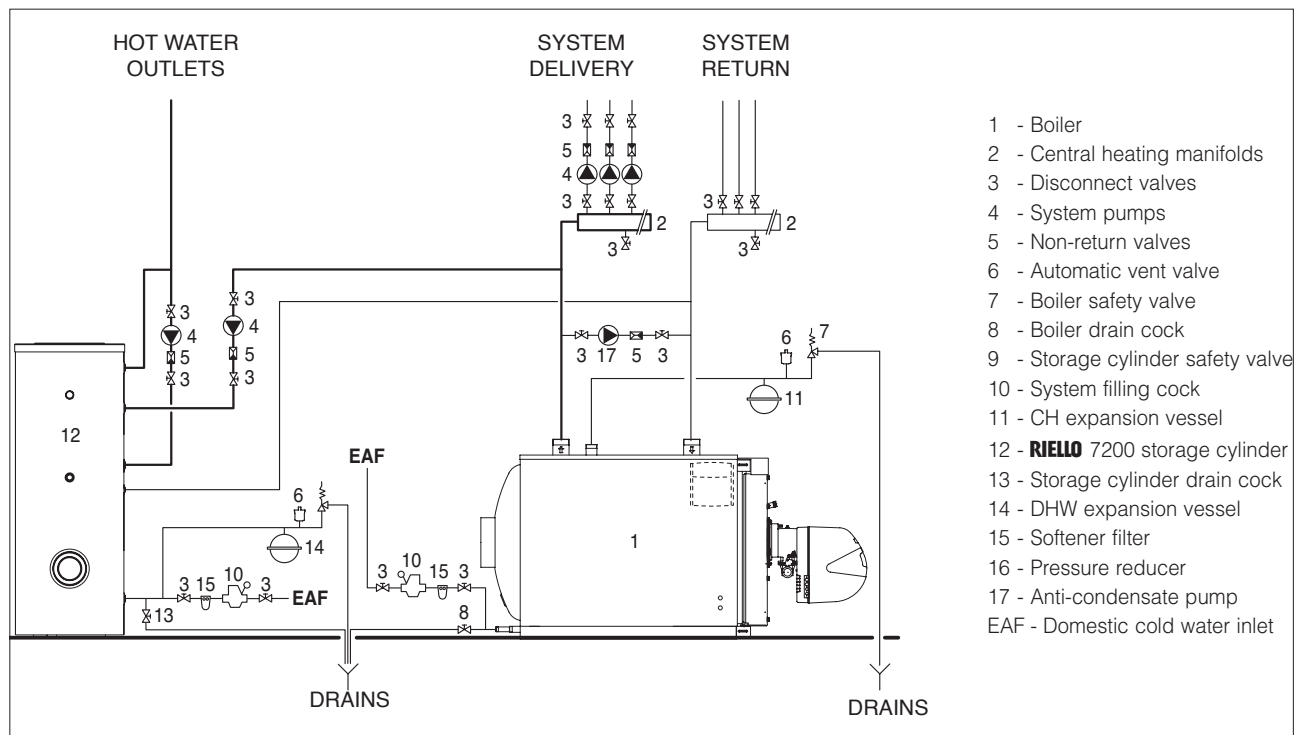 HOT WATER
OUTLETS
SYSTEM
DELIVERY
SYSTEM
RETURN
3
5
4
3
2
3
3
2
3
3
4
5
3
3
4
5
3
3
17
5
3
6
7
11
12
EAF
6
14
1
3
15
10
3
EAF
13
3
10
15
3
8
DRAINS
DRAINS
1 - Boiler
2 - Central heating manifolds
3 - Disconnect valves
4 - System pumps
5 - Non-return valves
6 - Automatic vent valve
7 - Boiler safety valve
8 - Boiler drain cock
9 - Storage cylinder safety valve
10 - System filling cock
11 - CH expansion vessel
12 - RIELLO 7200 storage cylinder
13 - Storage cylinder drain cock
14 - DHW expansion vessel
15 - Softener filter
16 - Pressure reducer
17 - Anti-condensate pump
EAF - Domestic cold water inlet